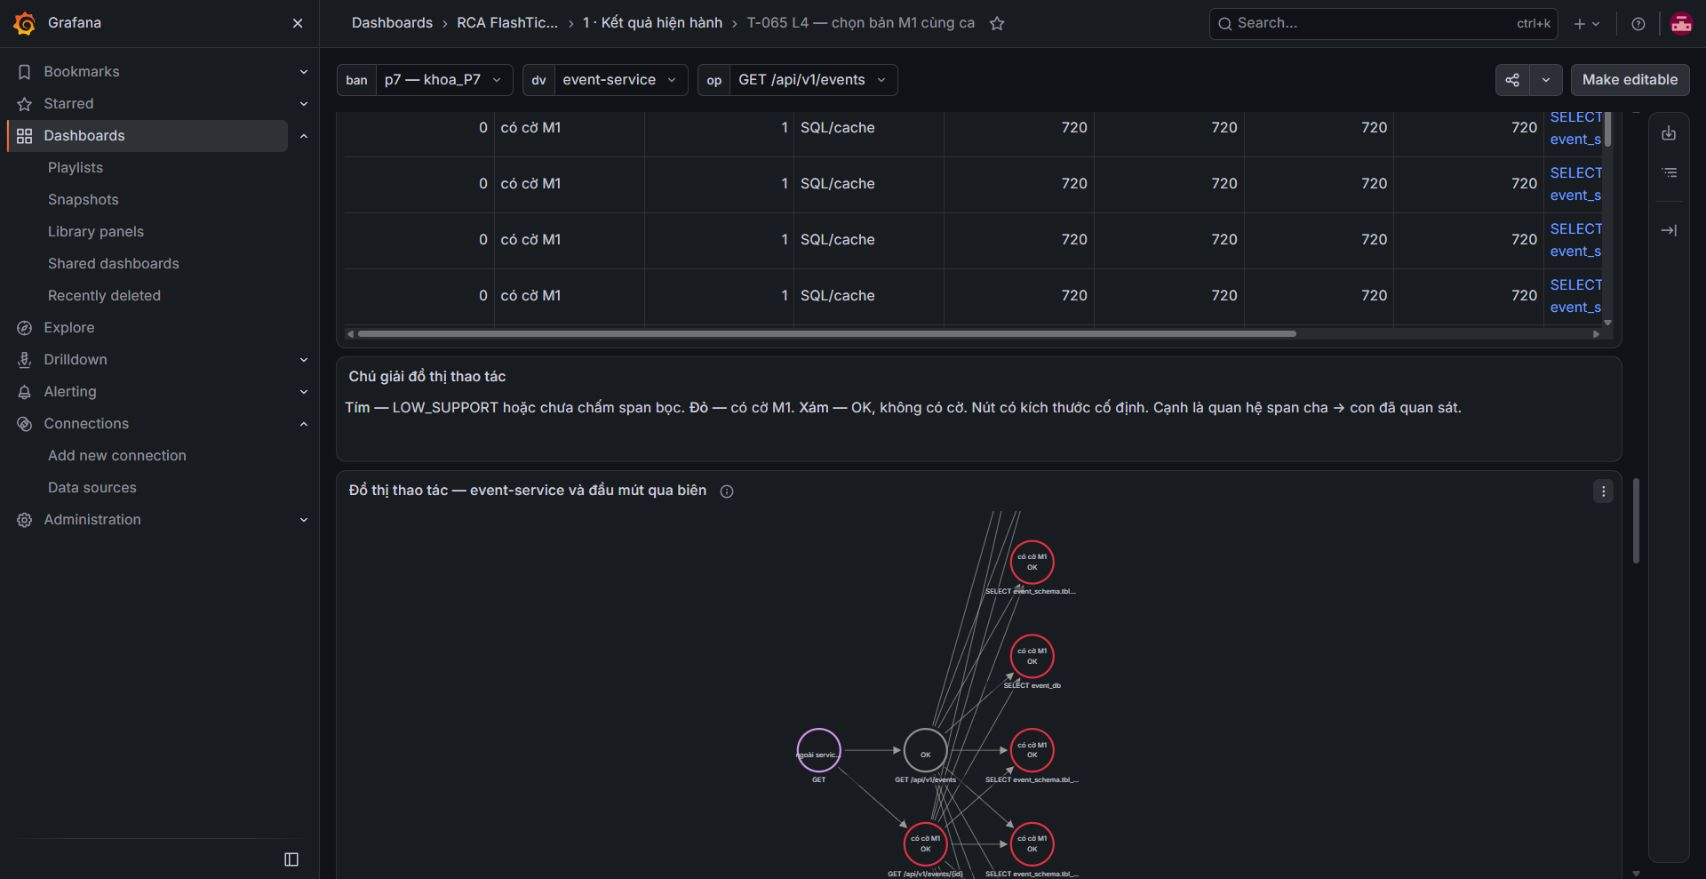 Grafana
Dashboards › RCA FlashTic... › 1 · Kết quả hiện hành › T-065 L4 — chọn bản M1 cùng ca
Search... ctrl+k
Bookmarks
Starred
Dashboards
Playlists
Snapshots
Library panels
Shared dashboards
Recently deleted
Explore
Drilldown
Alerting
Connections
Add new connection
Data sources
Administration
ban p7 — khoa_P7 dv event-service op GET /api/v1/events
Make editable
0 có cờ M1 1 SQL/cache 720 720 720 720 SELECT
event_s
0 có cờ M1 1 SQL/cache 720 720 720 720 SELECT
event_s
0 có cờ M1 1 SQL/cache 720 720 720 720 SELECT
event_s
0 có cờ M1 1 SQL/cache 720 720 720 720 SELECT
event_s
Chú giải đồ thị thao tác
Tím — LOW_SUPPORT hoặc chưa chấm span bọc. Đỏ — có cờ M1. Xám — OK, không có cờ. Nút có kích thước cố định. Cạnh là quan hệ span cha → con đã quan sát.
Đồ thị thao tác — event-service và đầu mút qua biên
có cờ M1
OK
SELECT event_schema.tbl...
có cờ M1
OK
SELECT event_db
ngoài servic...
GET
OK
GET /api/v1/events
có cờ M1
OK
SELECT event_schema.tbl_...
có cờ M1
OK
GET /api/v1/events/{id}
có cờ M1
OK
SELECT event_schema.tbl_...